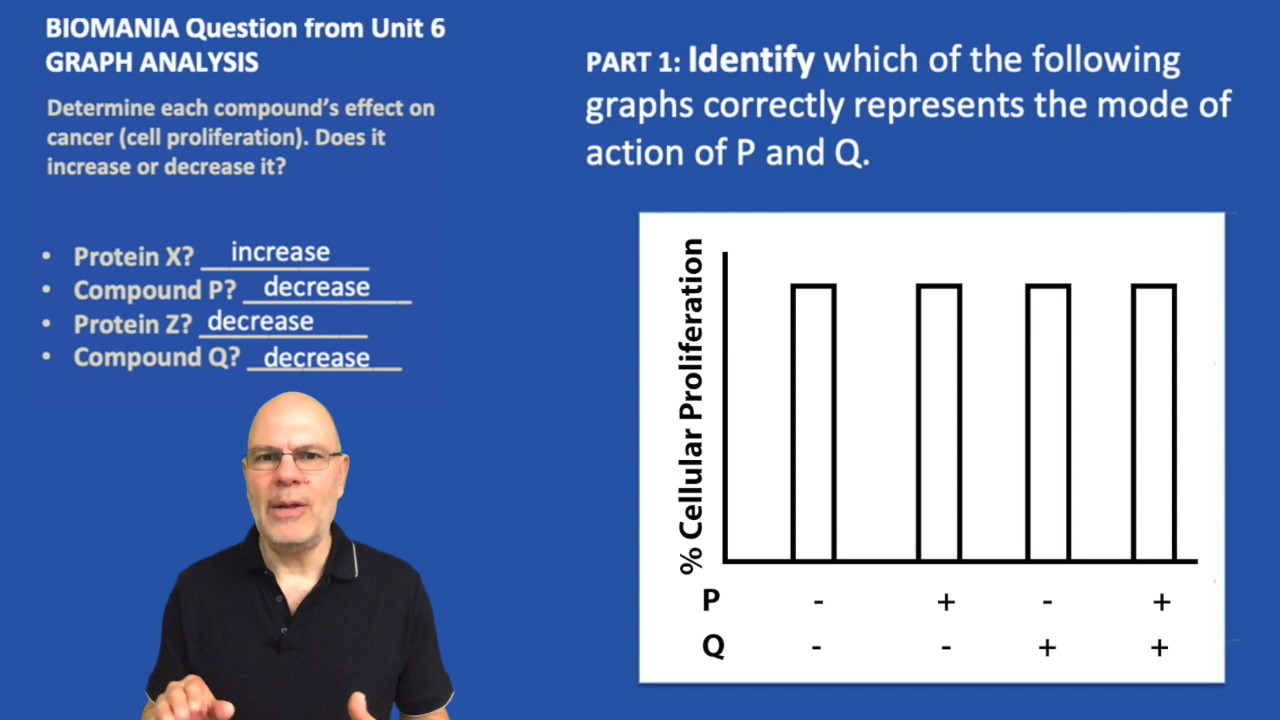 BIOMANIA Question from Unit 6
GRAPH ANALYSIS
Determine each compound's effect on
cancer (cell proliferation). Does it
increase or decrease it?
• Protein X? increase
• Compound P? decrease
• Protein Z? decrease
• Compound Q? decrease
PART 1: Identify which of the following
graphs correctly represents the mode of
action of P and Q.
% Cellular Proliferation
P - + - +
Q - - + +